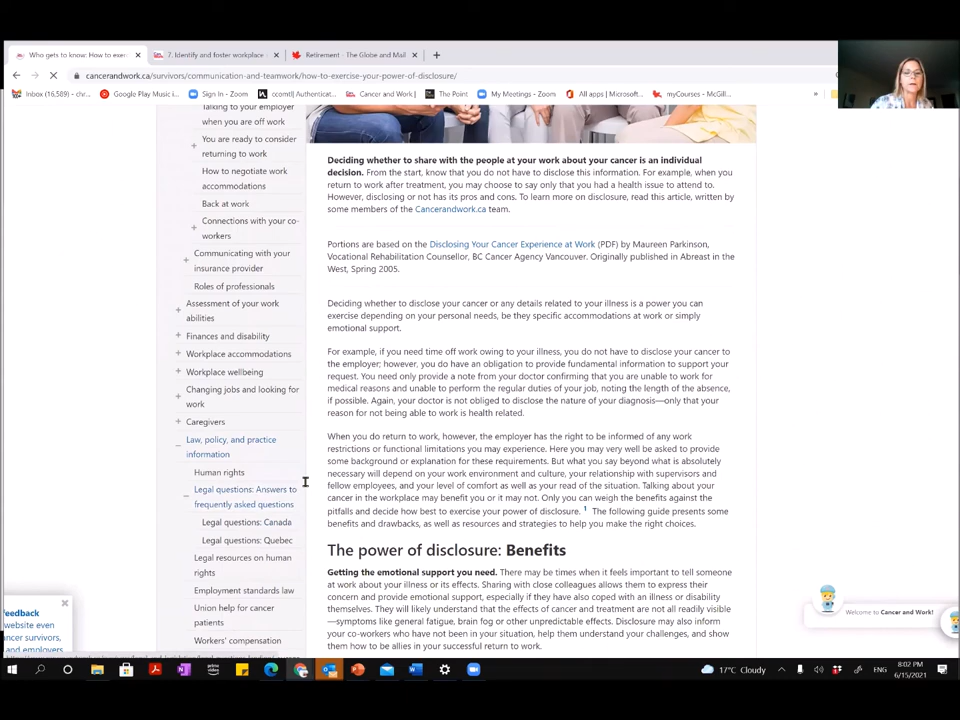 Who gets to know: How to exer
7. Identify and foster workplace
Retirement - The Globe and Mail
cancerandwork.ca/survivors/communication-and-teamwork/how-to-exercise-your-power-of-disclosure/
Inbox (16,589) - chr...
Google Play Music i...
Sign In - Zoom
ccomtl| Authenticat...
Cancer and Work |
The Point
My Meetings - Zoom
All apps | Microsoft...
myCourses - McGill...
»
Talking to your employer
when you are off work
You are ready to consider
returning to work
How to negotiate work
accommodations
Back at work
Connections with your co-
workers
Communicating with your
insurance provider
Roles of professionals
Assessment of your work
abilities
Finances and disability
Workplace accommodations
Workplace wellbeing
Changing jobs and looking for
work
Caregivers
Law, policy, and practice
information
Human rights
Legal questions: Answers to
frequently asked questions
Legal questions: Canada
Legal questions: Quebec
Legal resources on human
rights
Employment standards law
Union help for cancer
patients
Workers' compensation
Deciding whether to share with the people at your work about your cancer is an individual
decision. From the start, know that you do not have to disclose this information. For example, when you
return to work after treatment, you may choose to say only that you had a health issue to attend to.
However, disclosing or not has its pros and cons. To learn more on disclosure, read this article, written by
some members of the Cancerandwork.ca team.
Portions are based on the Disclosing Your Cancer Experience at Work (PDF) by Maureen Parkinson,
Vocational Rehabilitation Counsellor, BC Cancer Agency Vancouver. Originally published in Abreast in the
West, Spring 2005.
Deciding whether to disclose your cancer or any details related to your illness is a power you can
exercise depending on your personal needs, be they specific accommodations at work or simply
emotional support.
For example, if you need time off work owing to your illness, you do not have to disclose your cancer to
the employer; however, you do have an obligation to provide fundamental information to support your
request. You need only provide a note from your doctor confirming that you are unable to work for
medical reasons and unable to perform the regular duties of your job, noting the length of the absence,
if possible. Again, your doctor is not obliged to disclose the nature of your diagnosis—only that your
reason for not being able to work is health related.
When you do return to work, however, the employer has the right to be informed of any work
restrictions or functional limitations you may experience. Here you may very well be asked to provide
some background or explanation for these requirements. But what you say beyond what is absolutely
necessary will depend on your work environment and culture, your relationship with supervisors and
fellow employees, and your level of comfort as well as your read of the situation. Talking about your
cancer in the workplace may benefit you or it may not. Only you can weigh the benefits against the
pitfalls and decide how best to exercise your power of disclosure. 1 The following guide presents some
benefits and drawbacks, as well as resources and strategies to help you make the right choices.
The power of disclosure: Benefits
Getting the emotional support you need. There may be times when it feels important to tell someone
at work about your illness or its effects. Sharing with close colleagues allows them to express their
concern and provide emotional support, especially if they have also coped with an illness or disability
themselves. They will likely understand that the effects of cancer and treatment are not all readily visible
—symptoms like general fatigue, brain fog or other unpredictable effects. Disclosure may also inform
your co-workers who have not been in your situation, help them understand your challenges, and show
them how to be allies in your successful return to work.
feedback
website even
cancer survivors,
and employers
Welcome to Cancer and Work!
17°C Cloudy
ENG
8:02 PM
6/15/2021